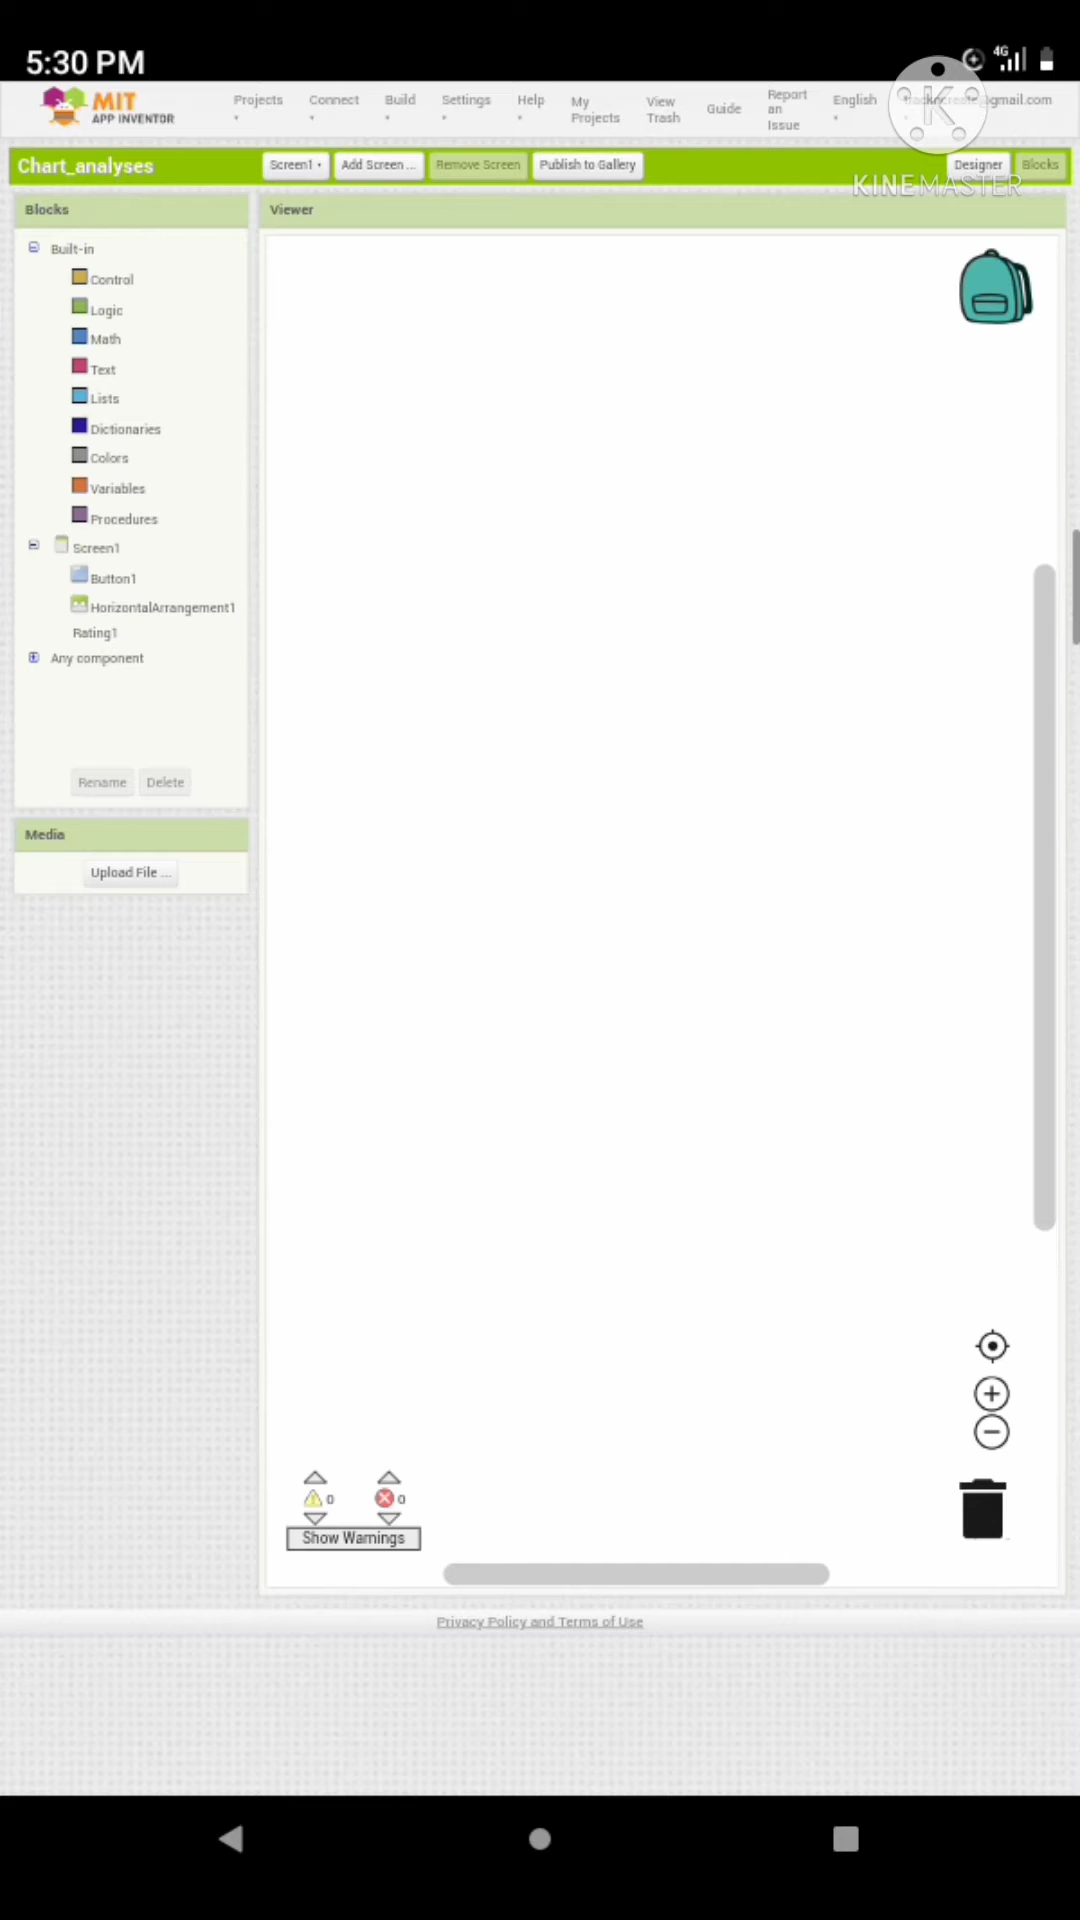 5:30 PM
4G
MIT
APP INVENTOR
Projects
Connect
Build
Settings
Help
My
Projects
View
Trash
Guide
Report
an
Issue
English
@gmail.com
K
KINEMASTER
Chart_analyses
Screen1
Add Screen ...
Remove Screen
Publish to Gallery
Designer
Blocks
Blocks
Viewer
Built-in
Control
Logic
Math
Text
Lists
Dictionaries
Colors
Variables
Procedures
Screen1
Button1
HorizontalArrangement1
Rating1
Any component
Rename
Delete
Media
Upload File ...
0
0
Show Warnings
Privacy Policy and Terms of Use